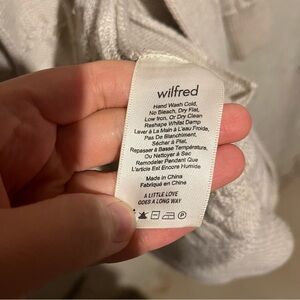 wilfred
Hand Wash Cold,
No Bleach, Dry Flat,
Low Iron, Or Dry Clean
Reshape Whilst Damp
Laver À La Main À L'eau Froide,
Pas De Blanchiment,
Sécher à Plat,
Repasser à Basse Température,
Ou Nettoyer à Sec
Remodeler Pendant Que
L'article Est Encore Humide
Made in China
Fabriqué en Chine
A LITTLE LOVE
GOES A LONG WAY
P